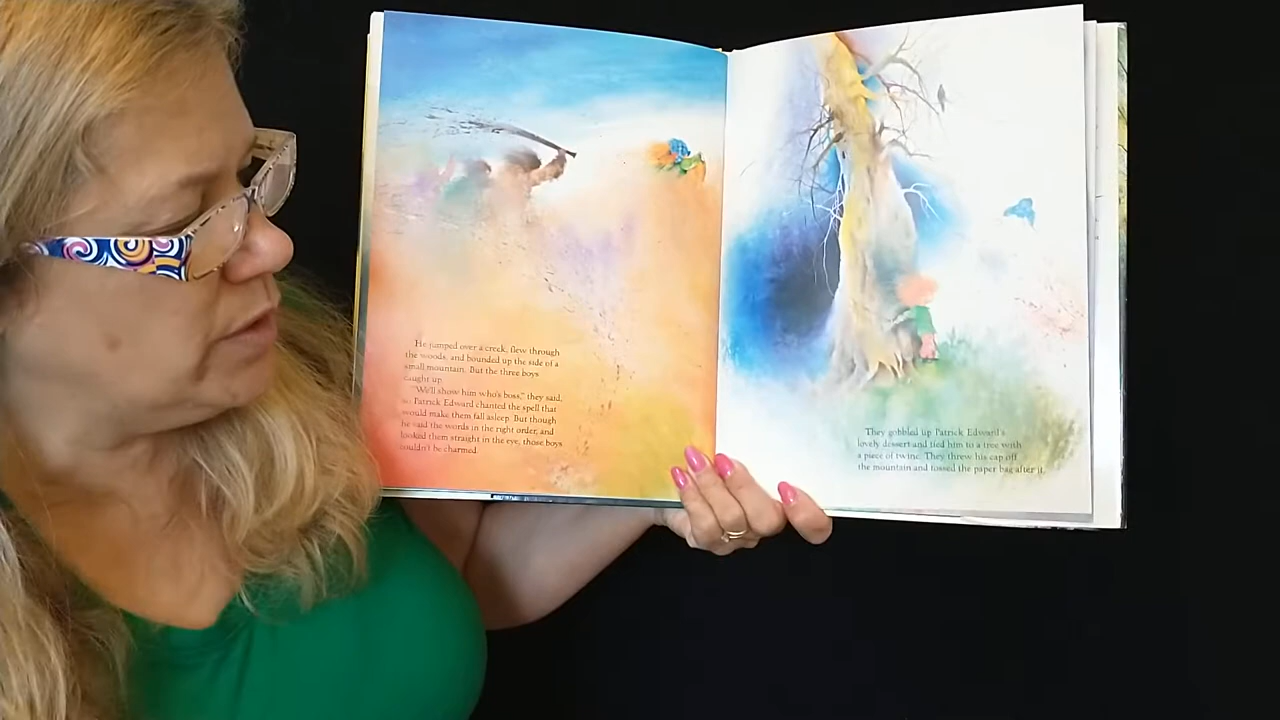 He jumped over a creek, flew through
the woods, and bounded up the side of a
small mountain. But the three boys
caught up.
"We'll show him who's boss," they said,
so Patrick Edward chanted the spell that
would make them fall asleep. But though
he said the words in the right order, and
looked them straight in the eye, those boys
couldn't be charmed.
They gobbled up Patrick Edward's
lovely dessert and tied him to a tree with
a piece of twine. They threw his cap off
the mountain and tossed the paper bag after it.